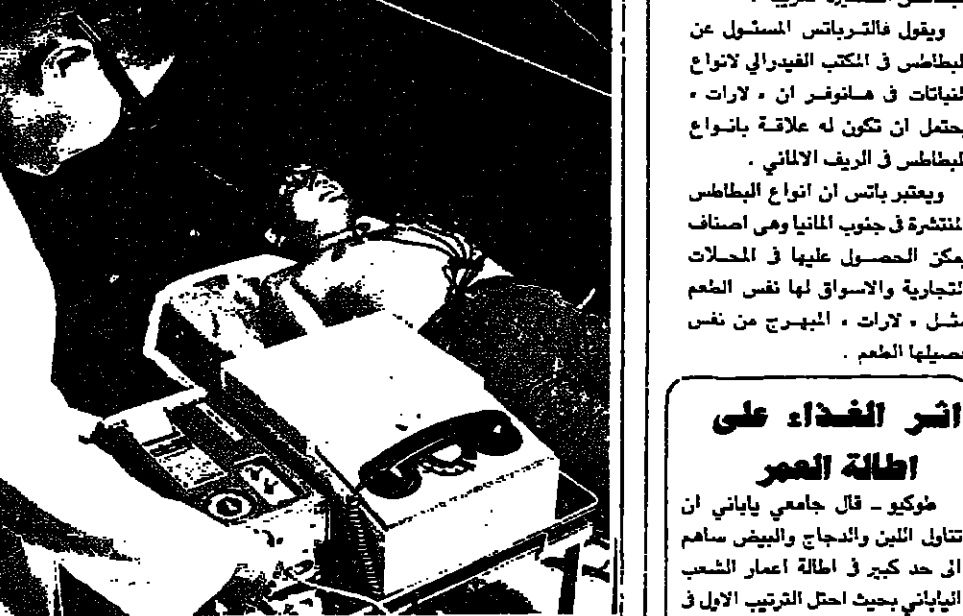 ويقول فالتر باتس المسئول عن
البطاطس في المكتب الفيدرالي لانواع
النباتات في هانوفر ان « لارات »
يحتمل ان تكون له علاقة بانواع
البطاطس في الريف الالماني .
ويعتبر باتس ان انواع البطاطس
المنتشرة في جنوب المانيا وهى اصناف
يمكن الحصول عليها في المحلات
التجارية والاسواق لها نفس الطعم
مثل « لارات » المبهرج من نفس
فصيلها الطعم .
اثر الغذاء على
اطالة العمر
طوكيو ــ قال جامعي ياباني ان
تناول اللبن والدجاج والبيض ساهم
الى حد كبير في اطالة اعمار الشعب
الياباني بحيث احتل الترتيب الاول في